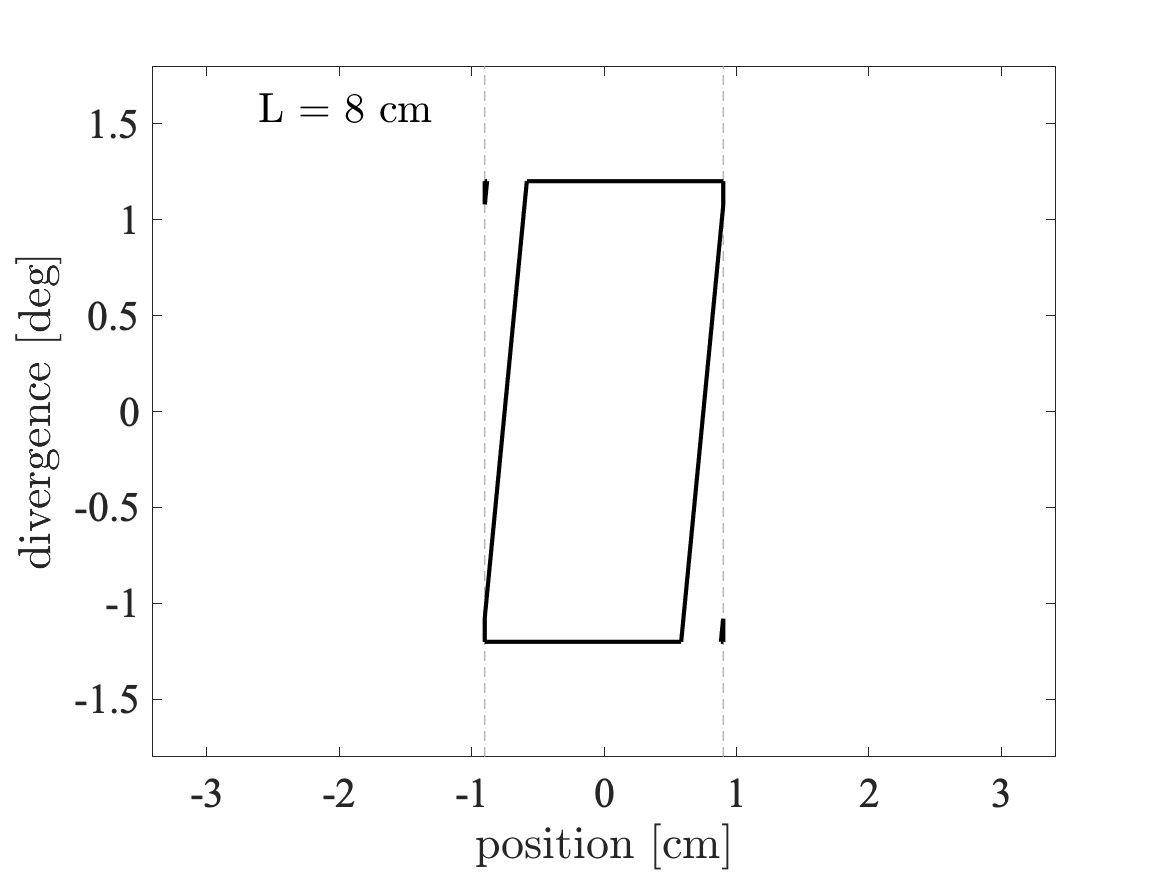 L = 8 cm
1.5
1
0.5
0
-0.5
-1
-1.5
divergence [deg]
-3 -2 -1 0 1 2 3
position [cm]